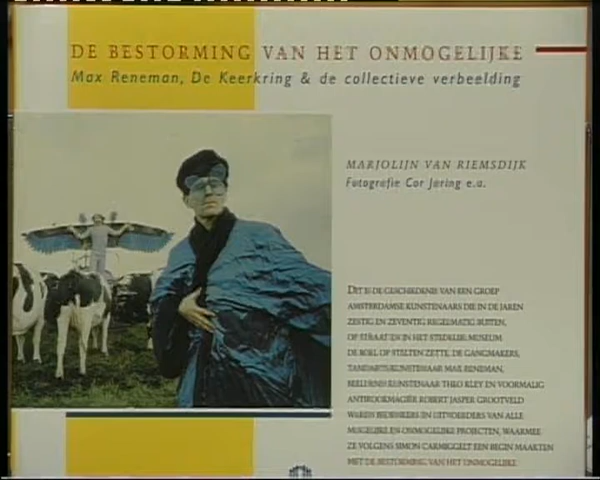 DE BESTORMING VAN HET ONMOGELIJKE
Max Reneman, De Keerkring & de collectieve verbeelding
MARJOLIJN VAN RIEMSDIJK
Fotografie Cor Jaring e.a.
DIT IS DE GESCHIEDENIS VAN EEN GROEP
AMSTERDAMSE KUNSTENAARS DIE IN DE JAREN
ZESTIG EN ZEVENTIG REGELMATIG BUITEN,
OP STRAAT EN IN HET STEDELIJK MUSEUM
DE BOEL OP STELTEN ZETTE. DE GANGMAKERS,
TANDARTS/KUNSTENAAR MAX RENEMAN,
BEELDEND KUNSTENAAR THEO KLEY EN VOORMALIG
ANTIROOKMAGIËR ROBERT JASPER GROOTVELD
WAREN BEDENKERS EN UITVOERDERS VAN ALLE
MOGELIJKE EN ONMOGELIJKE PROJECTEN, WAARMEE
ZE VOLGENS SIMON CARMIGGELT EEN BEGIN MAAKTEN
MET DE BESTORMING VAN HET ONMOGELIJKE.